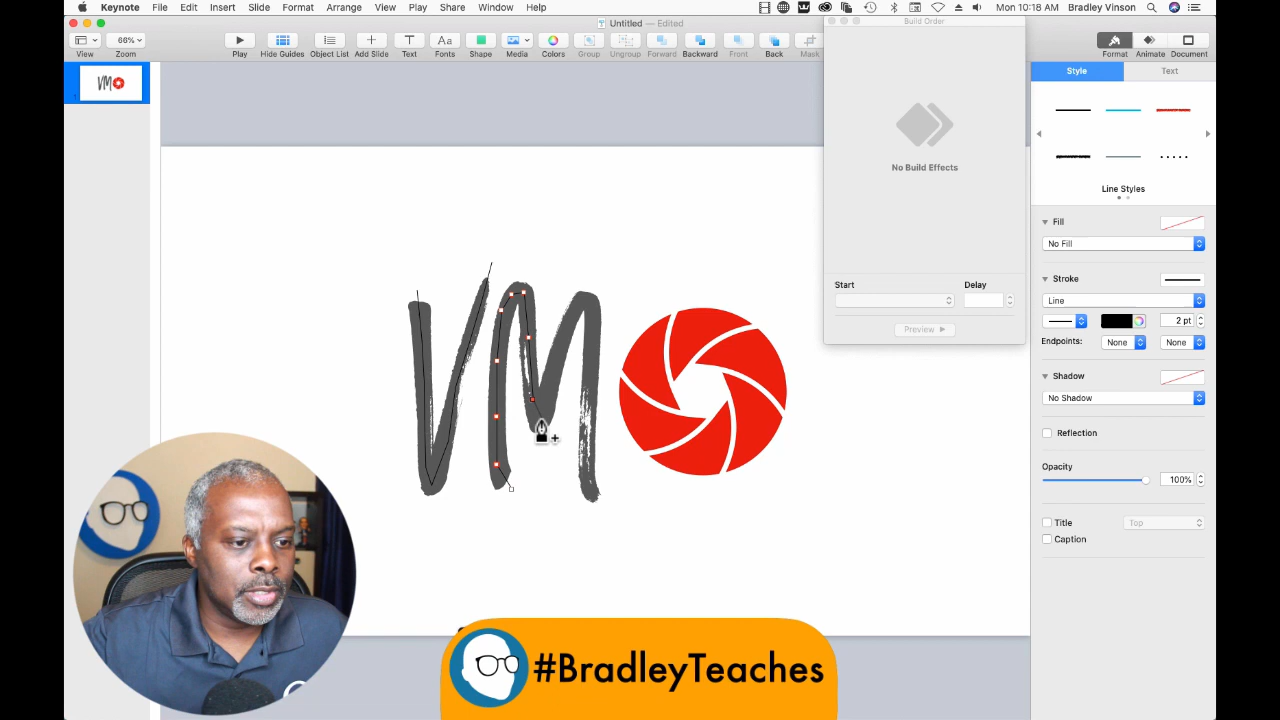 Keynote File Edit Insert Slide Format Arrange View Play Share Window Help
Mon 10:18 AM Bradley Vinson
Untitled — Edited
Build Order
66%
View Zoom Play Hide Guides Object List Add Slide Text Fonts Shape Media Colors Group Ungroup Forward Backward Front Back Mask Format Animate Document
Style Text
Line Styles
No Build Effects
Start Delay
Preview
Fill
No Fill
Stroke
Line
2 pt
Endpoints: None None
Shadow
No Shadow
Reflection
Opacity
100%
Title Top
Caption
VM
VM
#BradleyTeaches